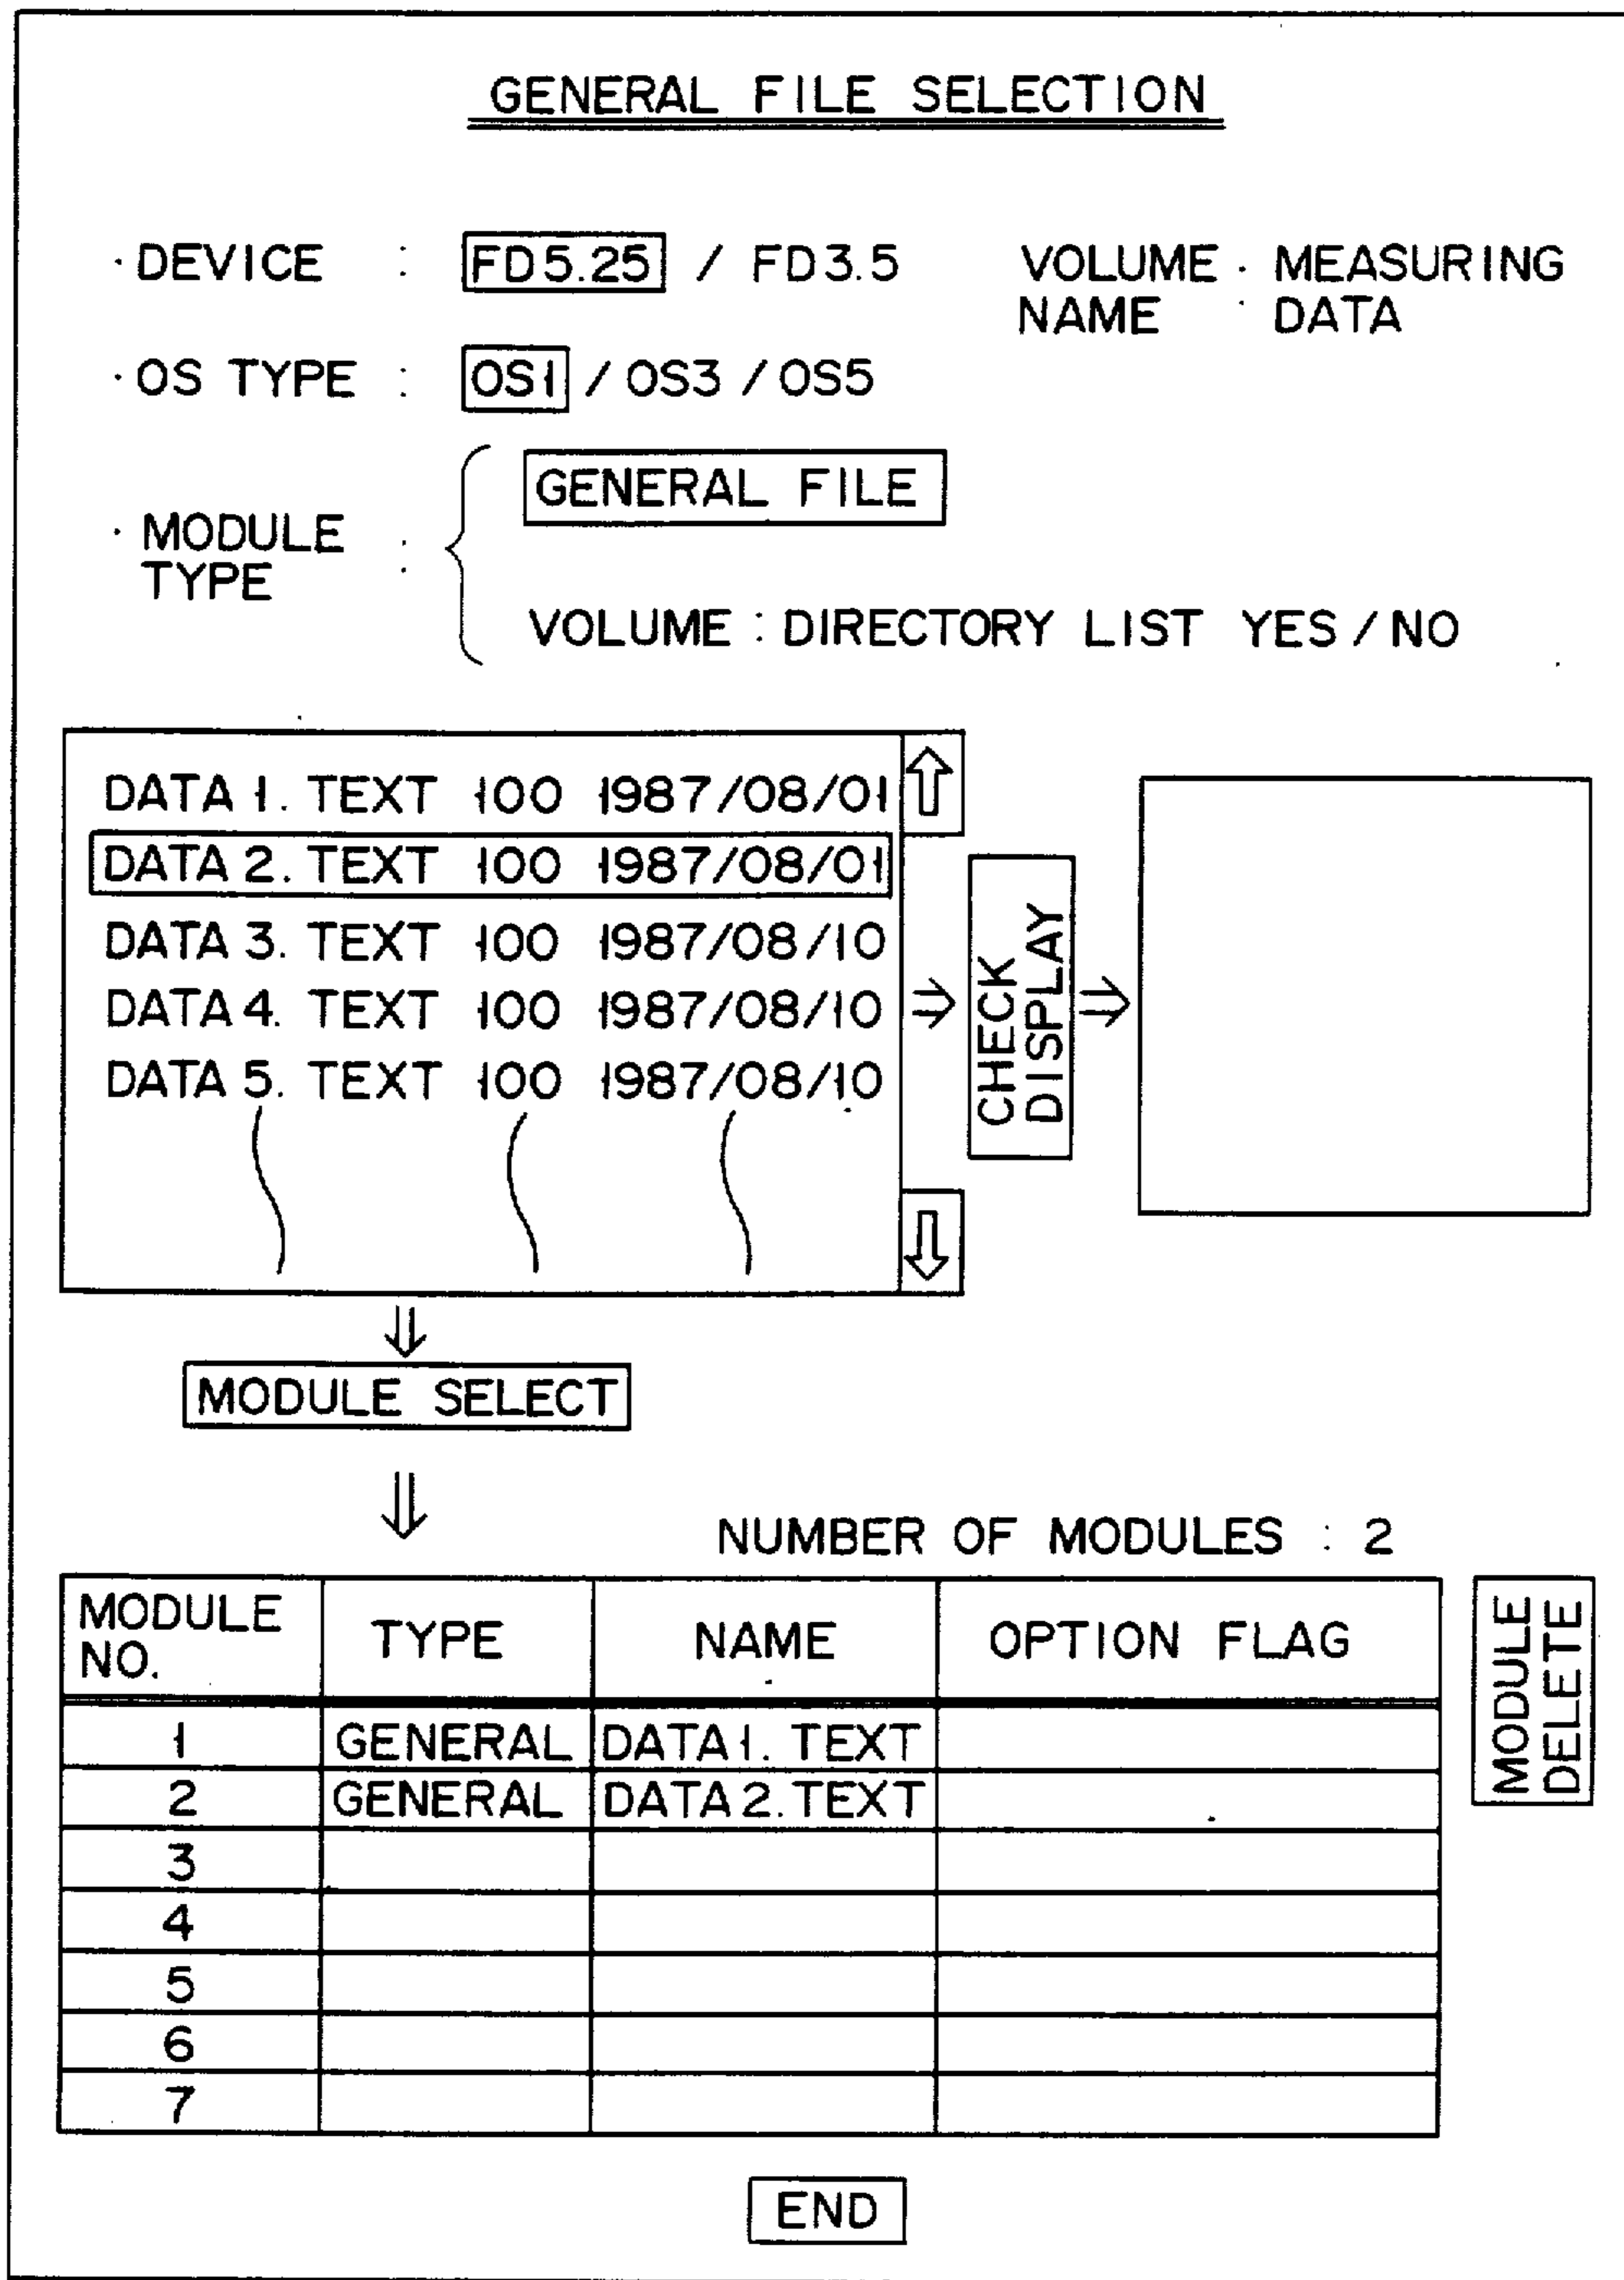 GENERAL FILE SELECTION
· DEVICE : FD5.25 / FD3.5 VOLUME : MEASURING
NAME DATA
· OS TYPE : OS1 / OS3 / OS5
GENERAL FILE
· MODULE :
TYPE
VOLUME : DIRECTORY LIST YES / NO
DATA 1. TEXT 100 1987/08/01
DATA 2. TEXT 100 1987/08/01
DATA 3. TEXT 100 1987/08/10
DATA 4. TEXT 100 1987/08/10
DATA 5. TEXT 100 1987/08/10
CHECK
DISPLAY
MODULE SELECT
NUMBER OF MODULES : 2
MODULE NO. TYPE NAME OPTION FLAG
1 GENERAL DATA 1. TEXT
2 GENERAL DATA 2. TEXT
3
4
5
6
7
MODULE
DELETE
END